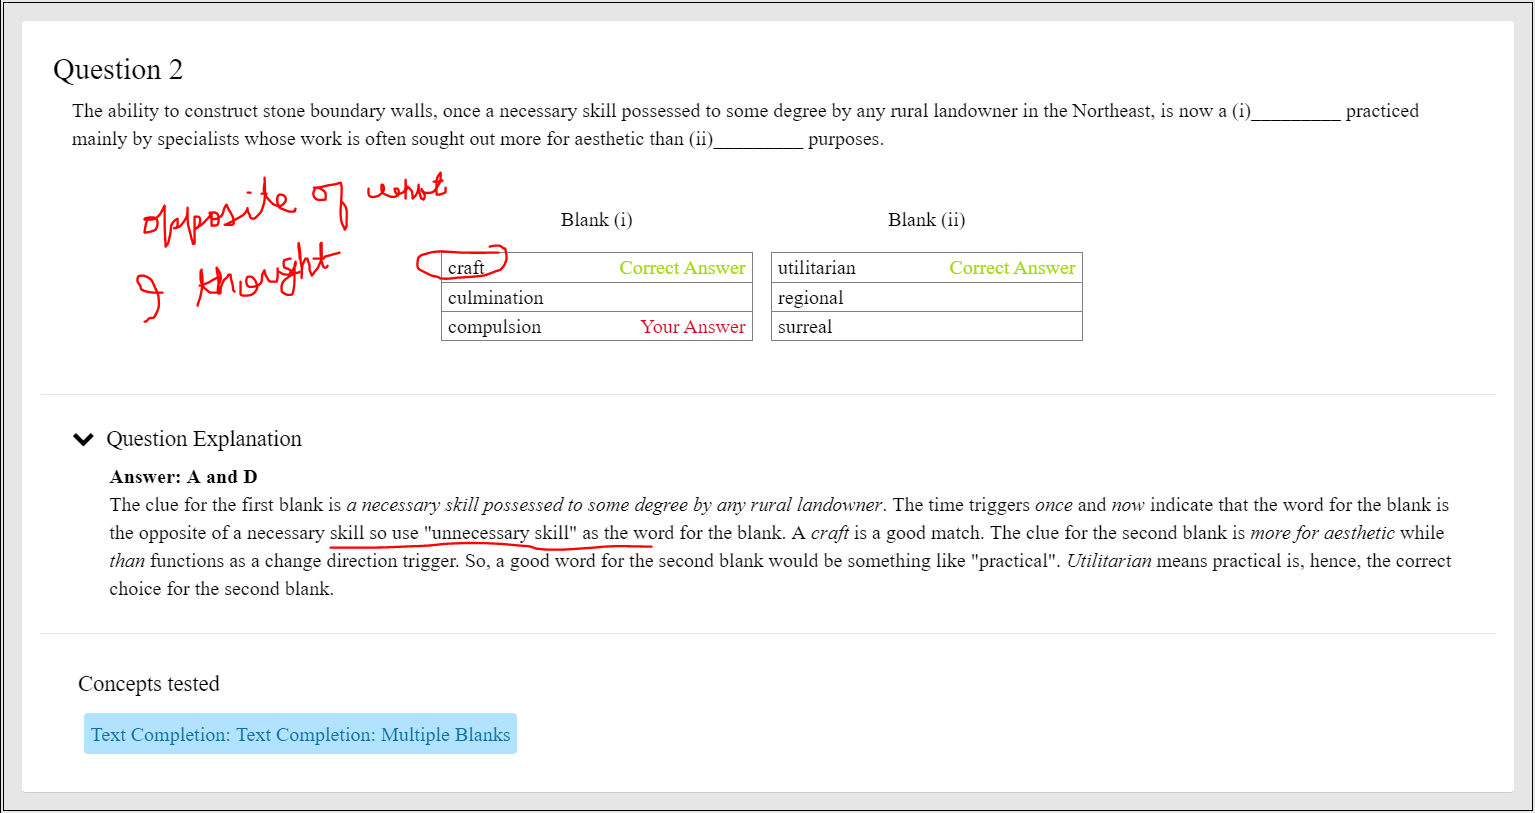 Question 2
The ability to construct stone boundary walls, once a necessary skill possessed to some degree by any rural landowner in the Northeast, is now a (i)_________ practiced
mainly by specialists whose work is often sought out more for aesthetic than (ii)_________ purposes.
opposite of what
I thought
Blank (i)
Blank (ii)
craft Correct Answer
culmination
compulsion Your Answer
utilitarian Correct Answer
regional
surreal
Question Explanation
Answer: A and D
The clue for the first blank is a necessary skill possessed to some degree by any rural landowner. The time triggers once and now indicate that the word for the blank is
the opposite of a necessary skill so use "unnecessary skill" as the word for the blank. A craft is a good match. The clue for the second blank is more for aesthetic while
than functions as a change direction trigger. So, a good word for the second blank would be something like "practical". Utilitarian means practical is, hence, the correct
choice for the second blank.
Concepts tested
Text Completion: Text Completion: Multiple Blanks